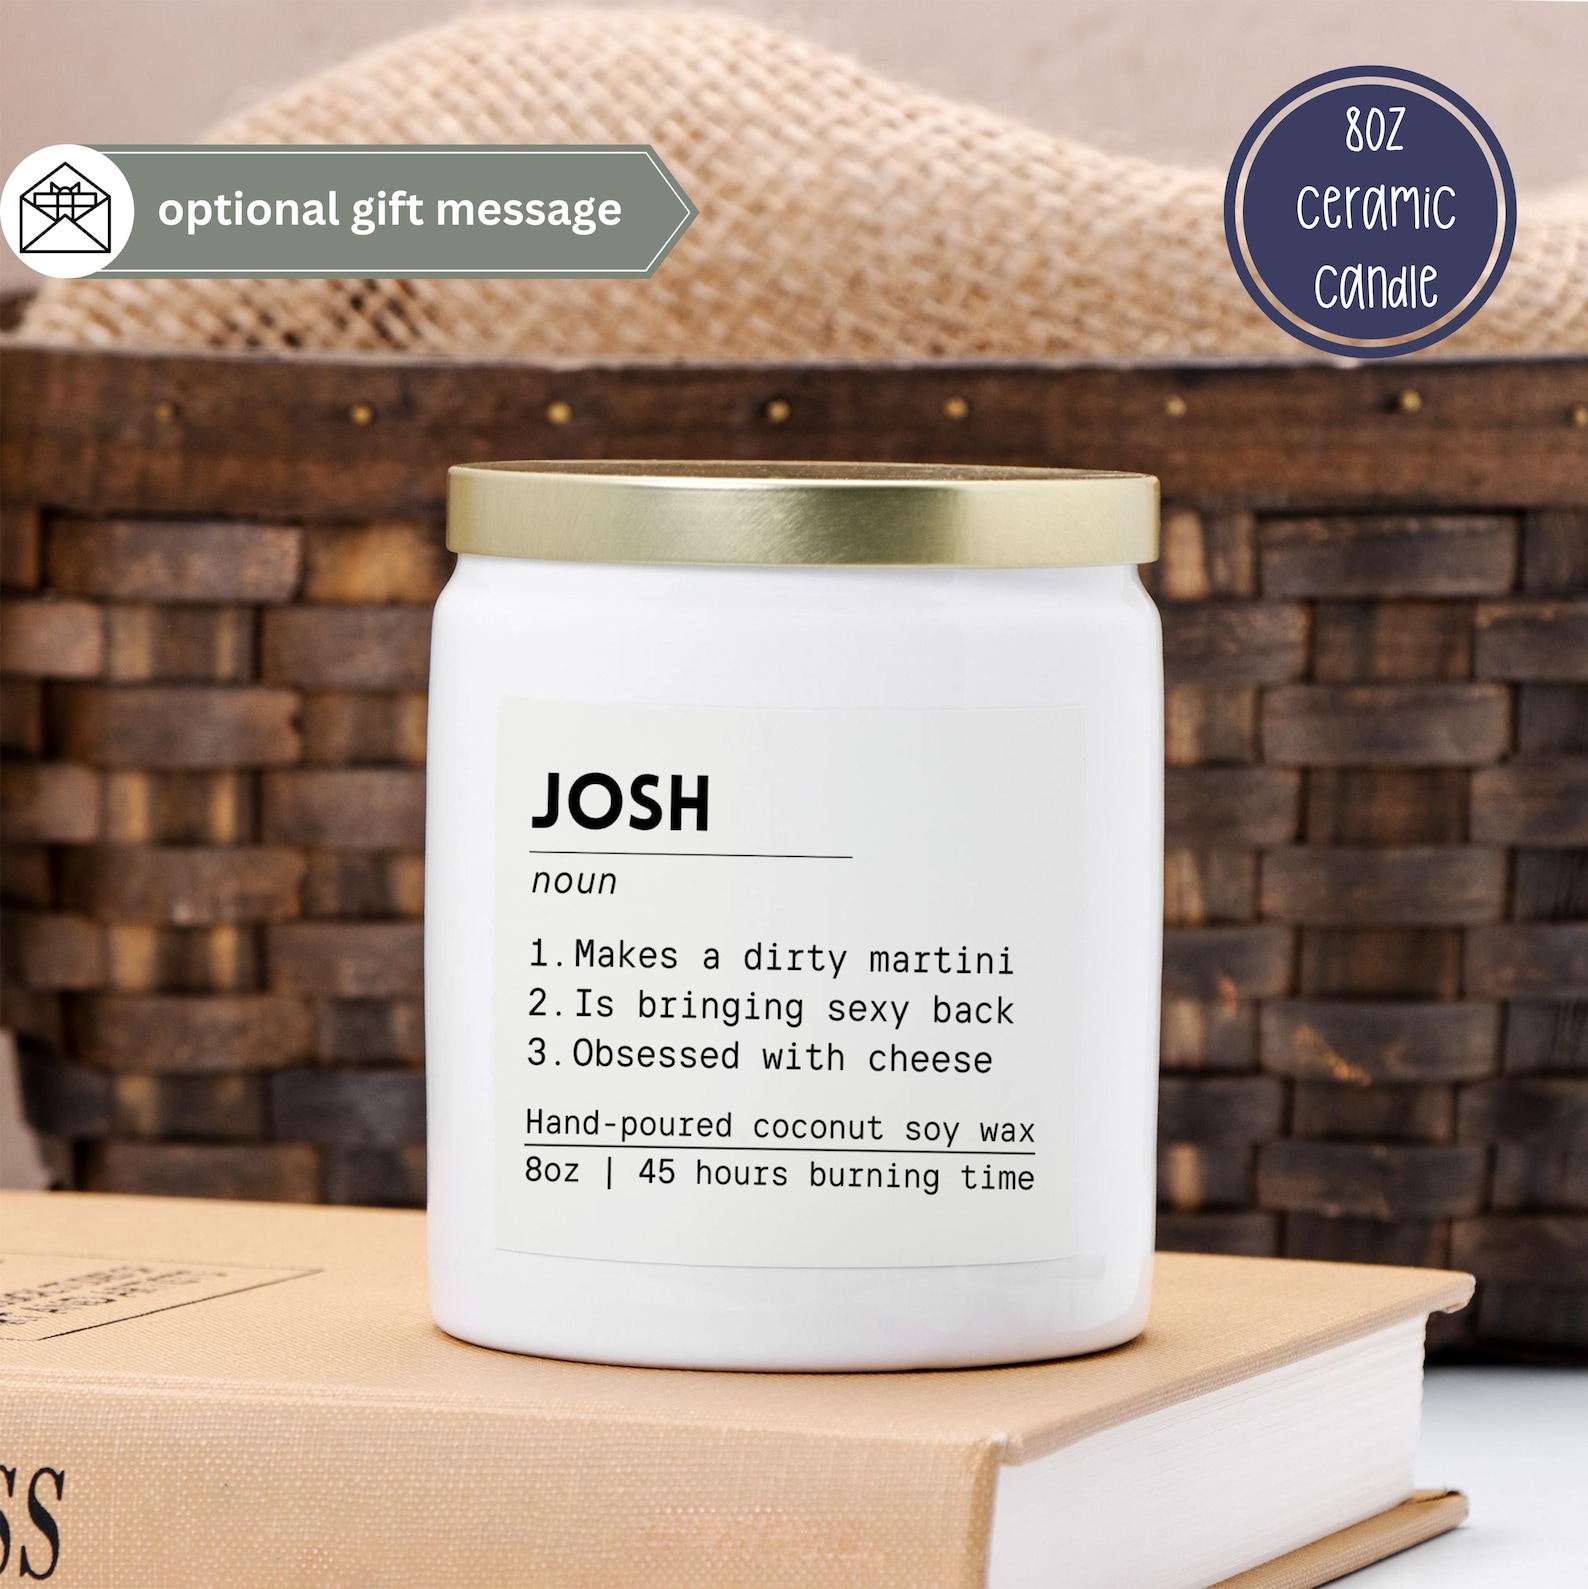 optional gift message
8OZ
ceramic
candle
JOSH
noun
1. Makes a dirty martini
2. Is bringing sexy back
3. Obsessed with cheese
Hand-poured coconut soy wax
8oz | 45 hours burning time
SS